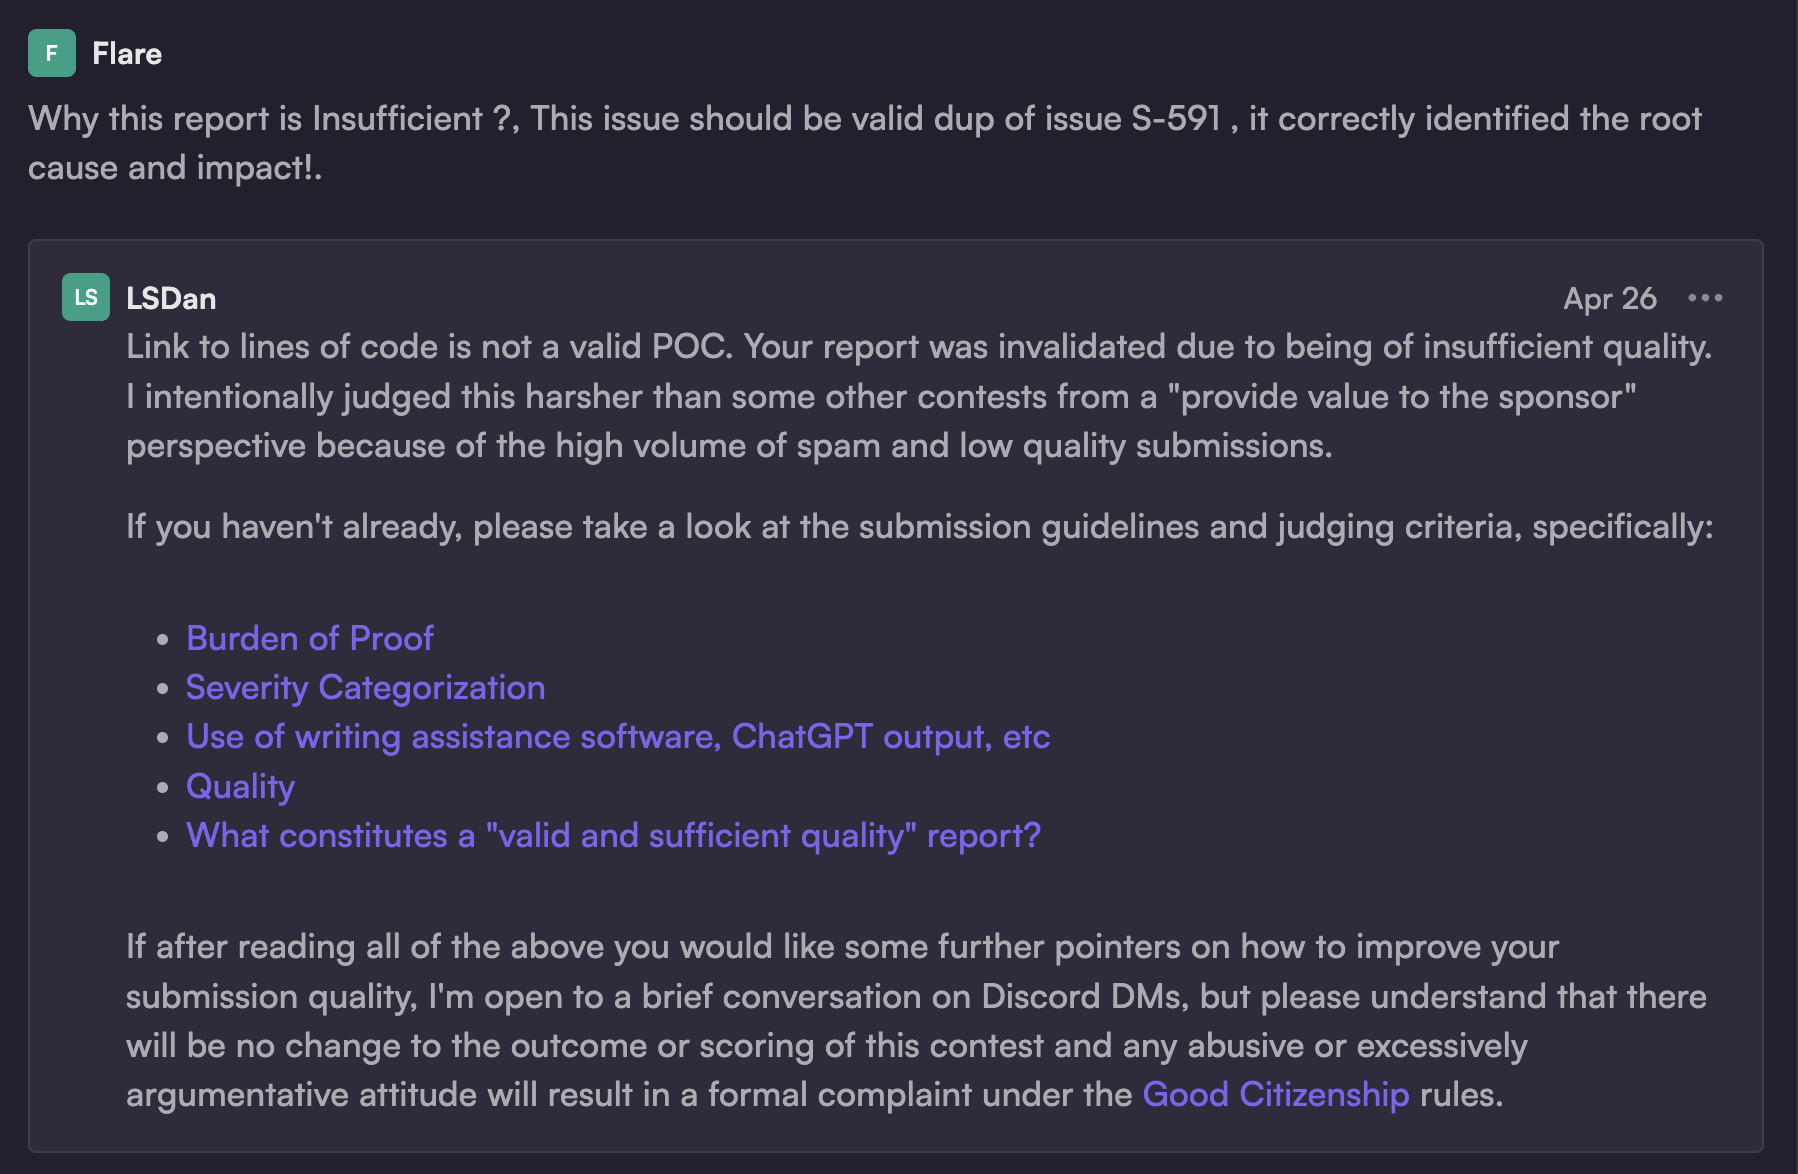 F Flare
Why this report is Insufficient ?, This issue should be valid dup of issue S-591 , it correctly identified the root
cause and impact!.
LS LSDan Apr 26 •••
Link to lines of code is not a valid POC. Your report was invalidated due to being of insufficient quality.
I intentionally judged this harsher than some other contests from a "provide value to the sponsor"
perspective because of the high volume of spam and low quality submissions.
If you haven't already, please take a look at the submission guidelines and judging criteria, specifically:
• Burden of Proof
• Severity Categorization
• Use of writing assistance software, ChatGPT output, etc
• Quality
• What constitutes a "valid and sufficient quality" report?
If after reading all of the above you would like some further pointers on how to improve your
submission quality, I'm open to a brief conversation on Discord DMs, but please understand that there
will be no change to the outcome or scoring of this contest and any abusive or excessively
argumentative attitude will result in a formal complaint under the Good Citizenship rules.